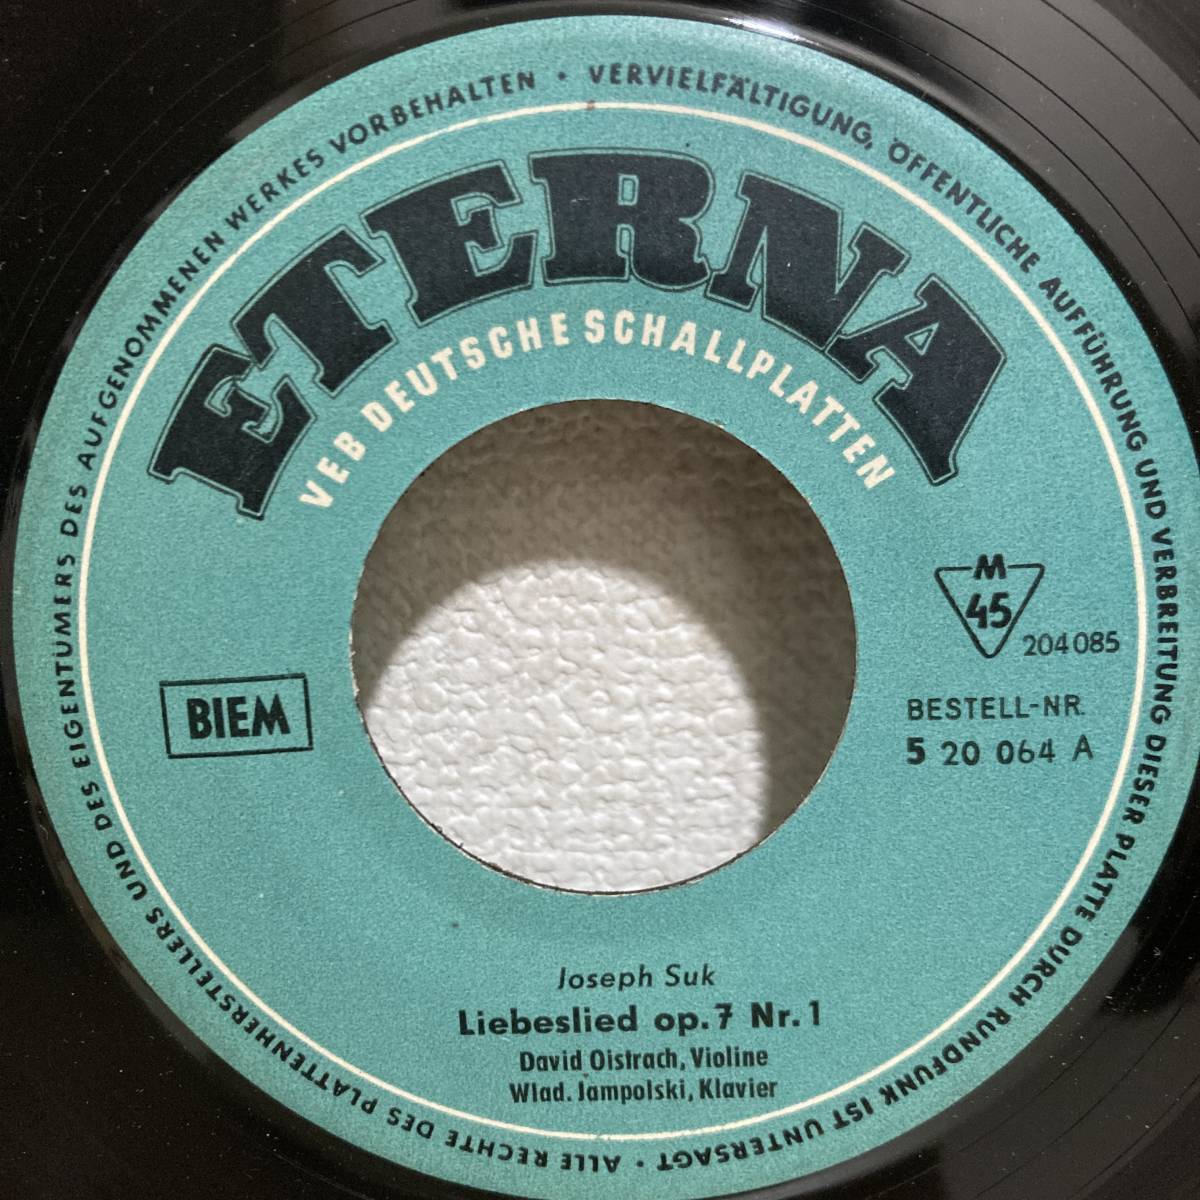 ALLE RECHTE DES PLATTENHERSTELLERS UND DES EIGENTÜMERS DES AUFGENOMMENEN WERKES VORBEHALTEN • VERVIELFÄLTIGUNG, ÖFFENTLICHE AUFFÜHRUNG UND VERBREITUNG DIESER PLATTE DURCH RUNDFUNK IST UNTERSAGT •
ETERNA
VEB DEUTSCHE SCHALLPLATTEN
M
45
204085
BIEM
BESTELL-NR.
5 20 064 A
Joseph Suk
Liebeslied op. 7 Nr. 1
David Oistrach, Violine
Wlad. Jampolski, Klavier